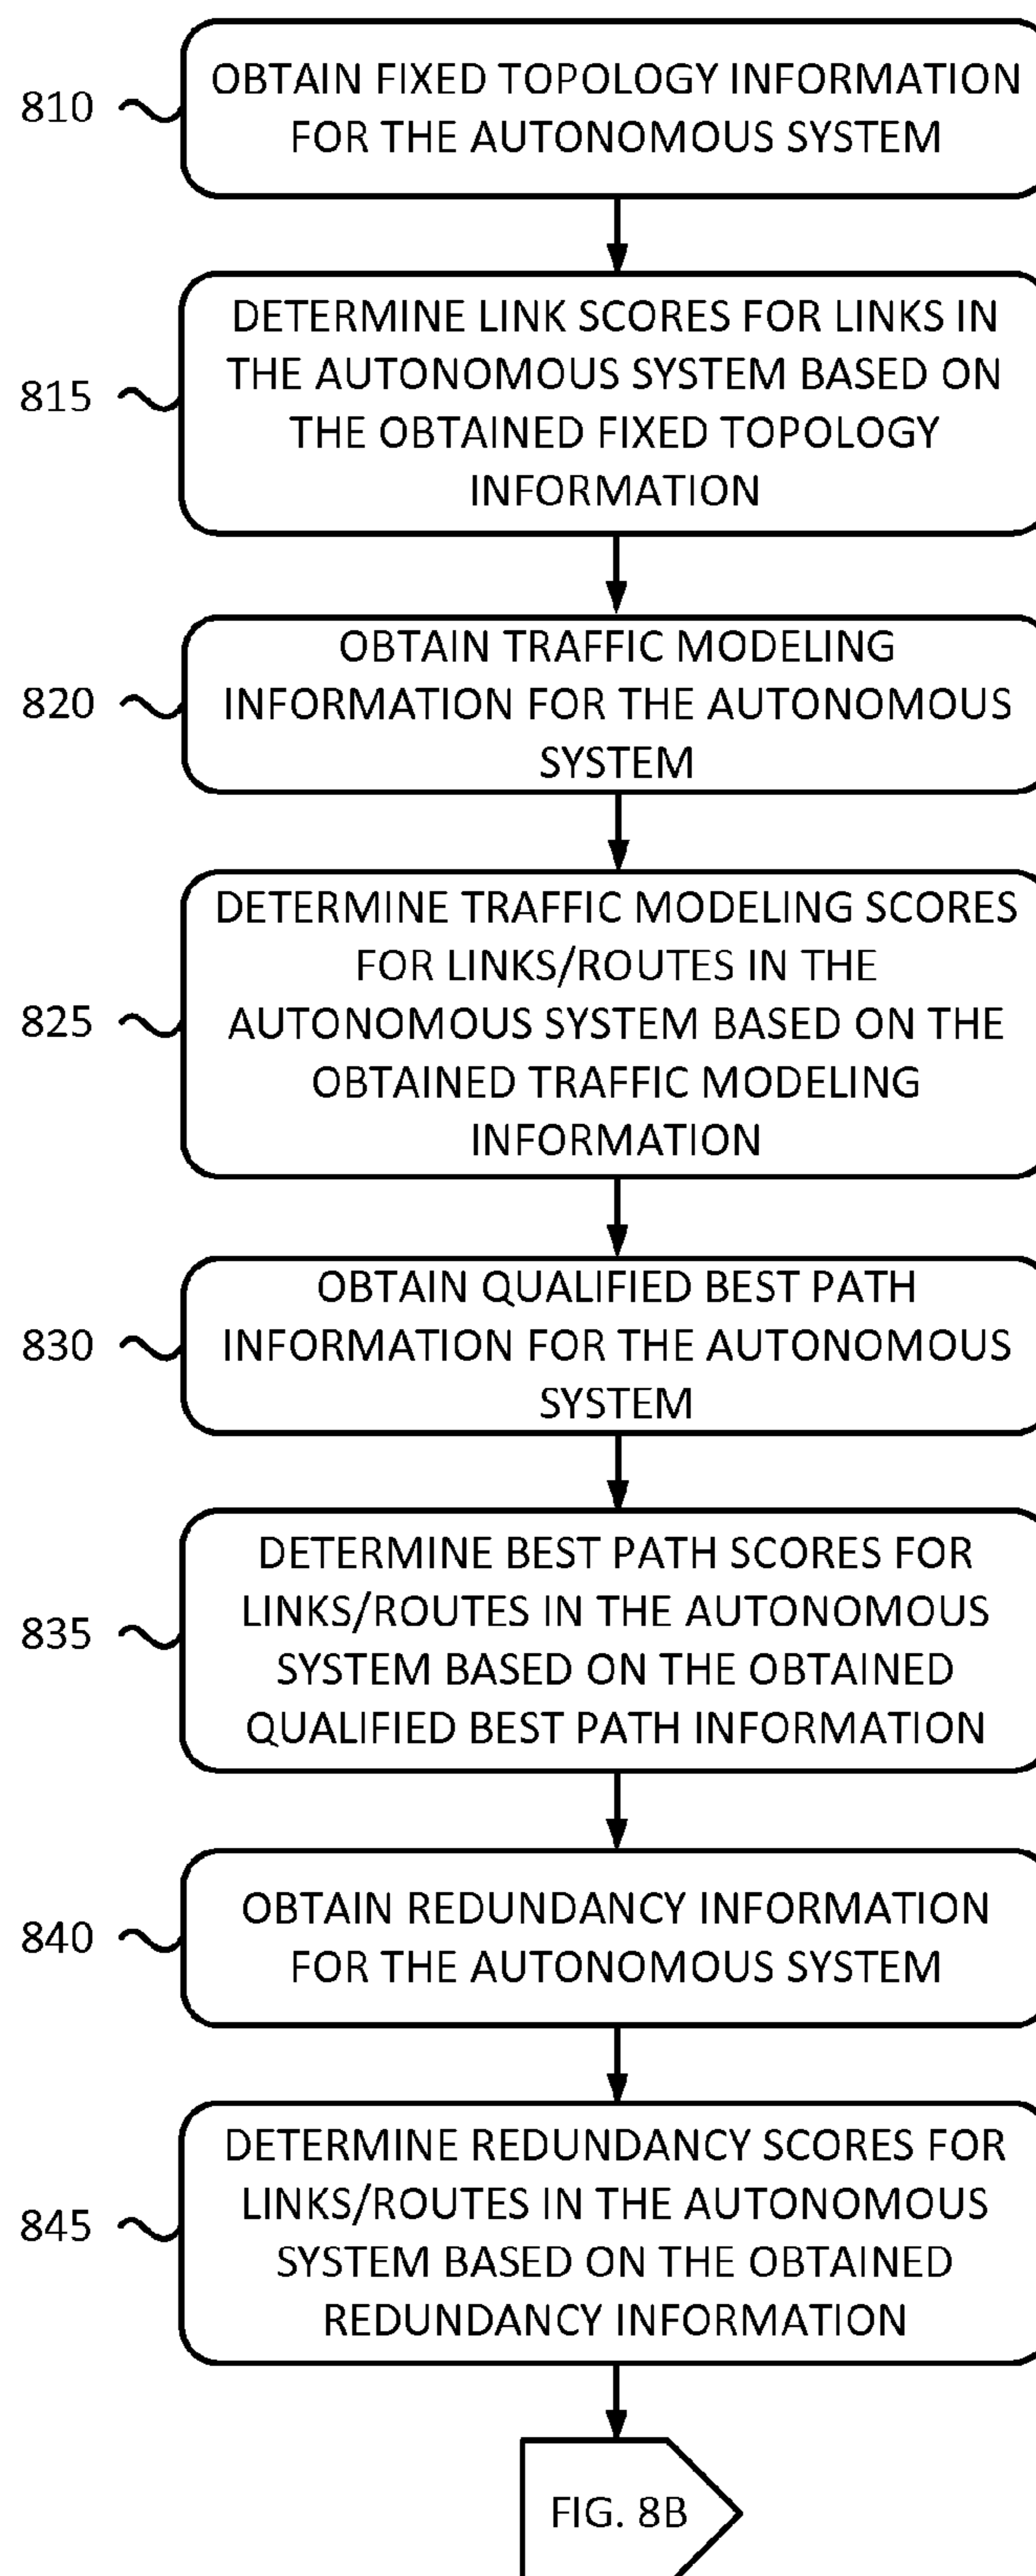 810
OBTAIN FIXED TOPOLOGY INFORMATION
FOR THE AUTONOMOUS SYSTEM
815
DETERMINE LINK SCORES FOR LINKS IN
THE AUTONOMOUS SYSTEM BASED ON
THE OBTAINED FIXED TOPOLOGY
INFORMATION
820
OBTAIN TRAFFIC MODELING
INFORMATION FOR THE AUTONOMOUS
SYSTEM
825
DETERMINE TRAFFIC MODELING SCORES
FOR LINKS/ROUTES IN THE
AUTONOMOUS SYSTEM BASED ON THE
OBTAINED TRAFFIC MODELING
INFORMATION
830
OBTAIN QUALIFIED BEST PATH
INFORMATION FOR THE AUTONOMOUS
SYSTEM
835
DETERMINE BEST PATH SCORES FOR
LINKS/ROUTES IN THE AUTONOMOUS
SYSTEM BASED ON THE OBTAINED
QUALIFIED BEST PATH INFORMATION
840
OBTAIN REDUNDANCY INFORMATION
FOR THE AUTONOMOUS SYSTEM
845
DETERMINE REDUNDANCY SCORES FOR
LINKS/ROUTES IN THE AUTONOMOUS
SYSTEM BASED ON THE OBTAINED
REDUNDANCY INFORMATION
FIG. 8B